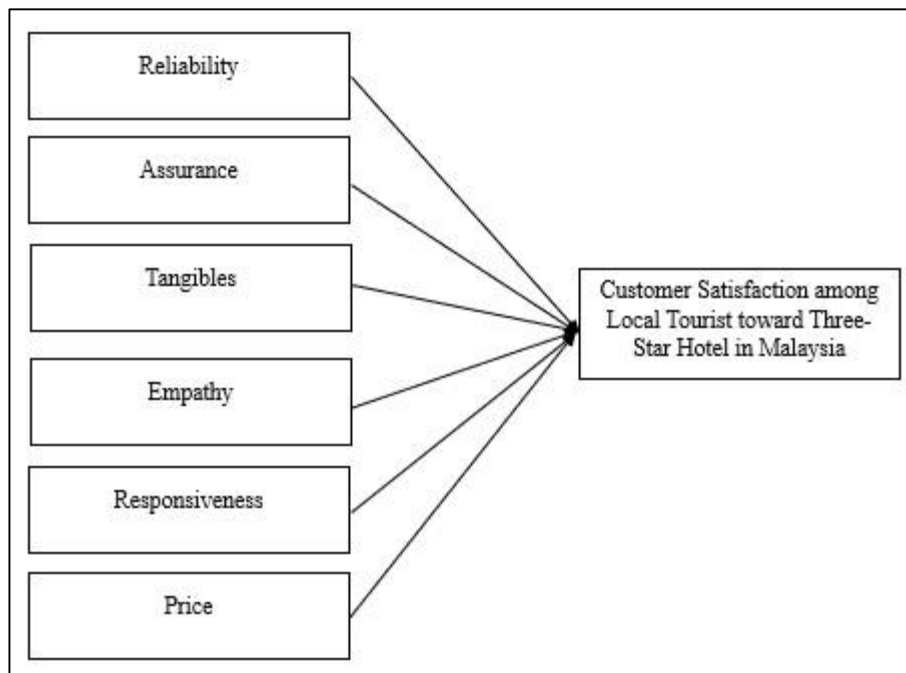 Reliability
Assurance
Tangibles
Empathy
Responsiveness
Price
Customer Satisfaction among
Local Tourist toward Three-
Star Hotel in Malaysia